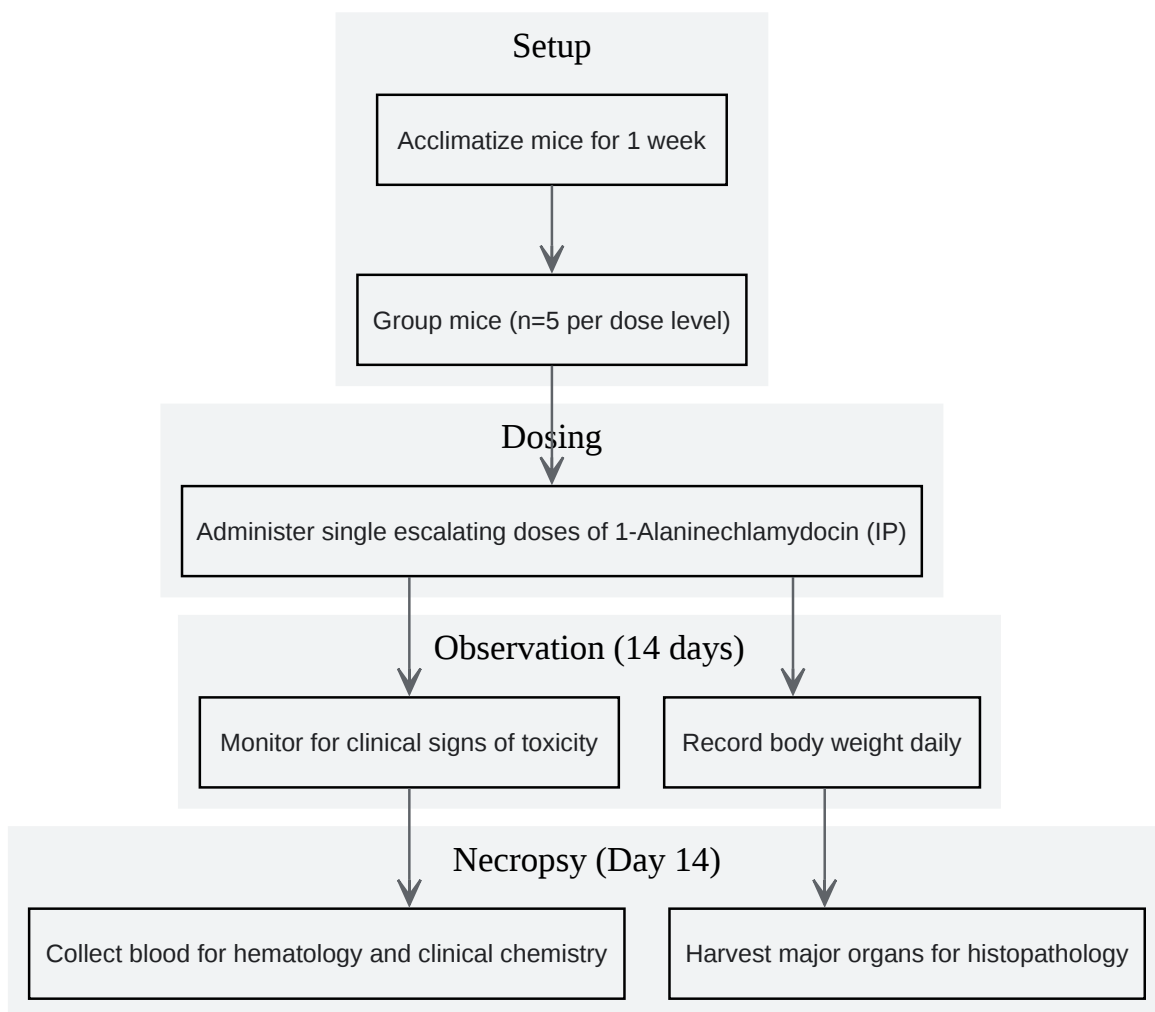 Setup
Acclimatize mice for 1 week
Group mice (n=5 per dose level)
Dosing
Administer single escalating doses of 1-Alaninechlamydocin (IP)
Observation (14 days)
Monitor for clinical signs of toxicity
Record body weight daily
Necropsy (Day 14)
Collect blood for hematology and clinical chemistry
Harvest major organs for histopathology